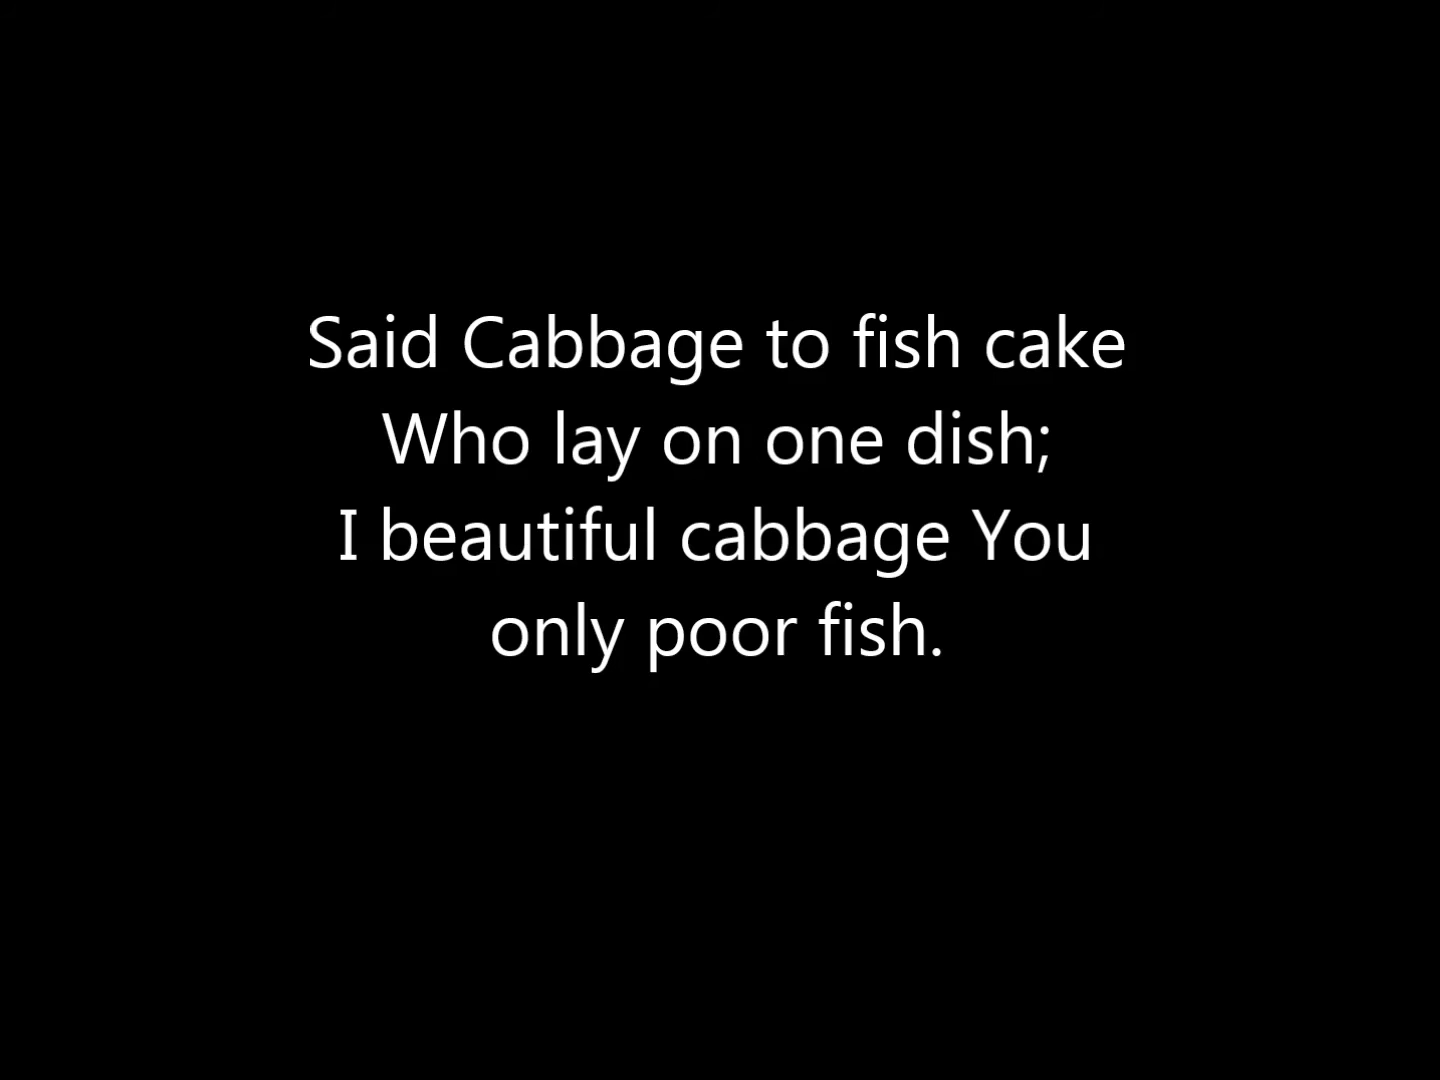 Said Cabbage to fish cake
Who lay on one dish;
I beautiful cabbage You
only poor fish.